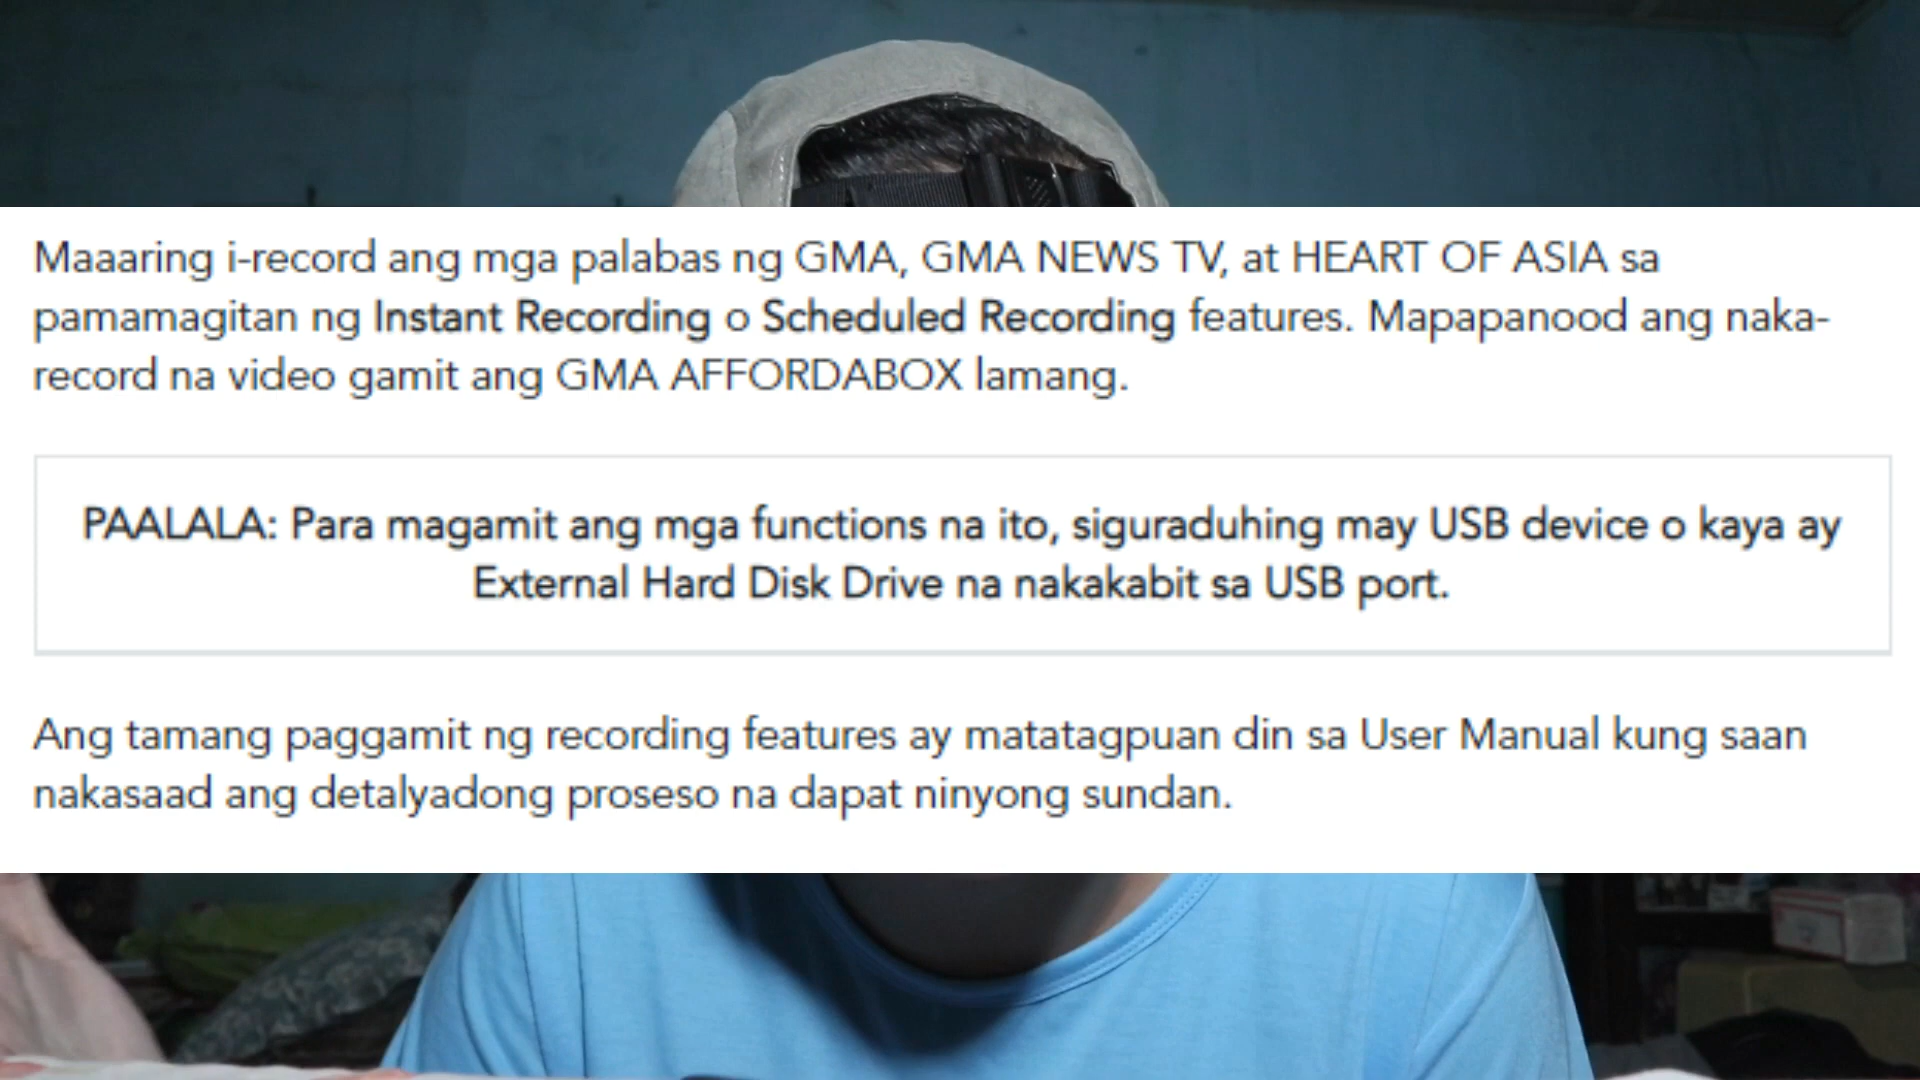 Maaaring i-record ang mga palabas ng GMA, GMA NEWS TV, at HEART OF ASIA sa
pamamagitan ng Instant Recording o Scheduled Recording features. Mapapanood ang naka-
record na video gamit ang GMA AFFORDABOX lamang.
PAALALA: Para magamit ang mga functions na ito, siguraduhing may USB device o kaya ay
External Hard Disk Drive na nakakabit sa USB port.
Ang tamang paggamit ng recording features ay matatagpuan din sa User Manual kung saan
nakasaad ang detalyadong proseso na dapat ninyong sundan.